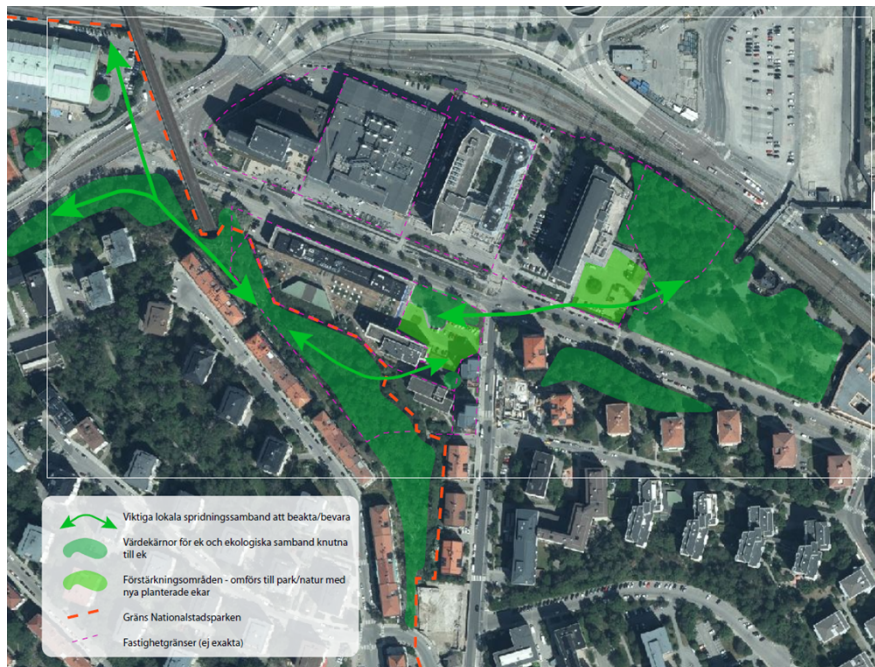 Viktiga lokala spridningssamband att beakta/bevara
Värdekärnor för ek och ekologiska samband knutna
till ek
Förstärkningsområden - omförs till park/natur med
nya planterade ekar
Gräns Nationalstadsparken
Fastighetgränser (ej exakta)